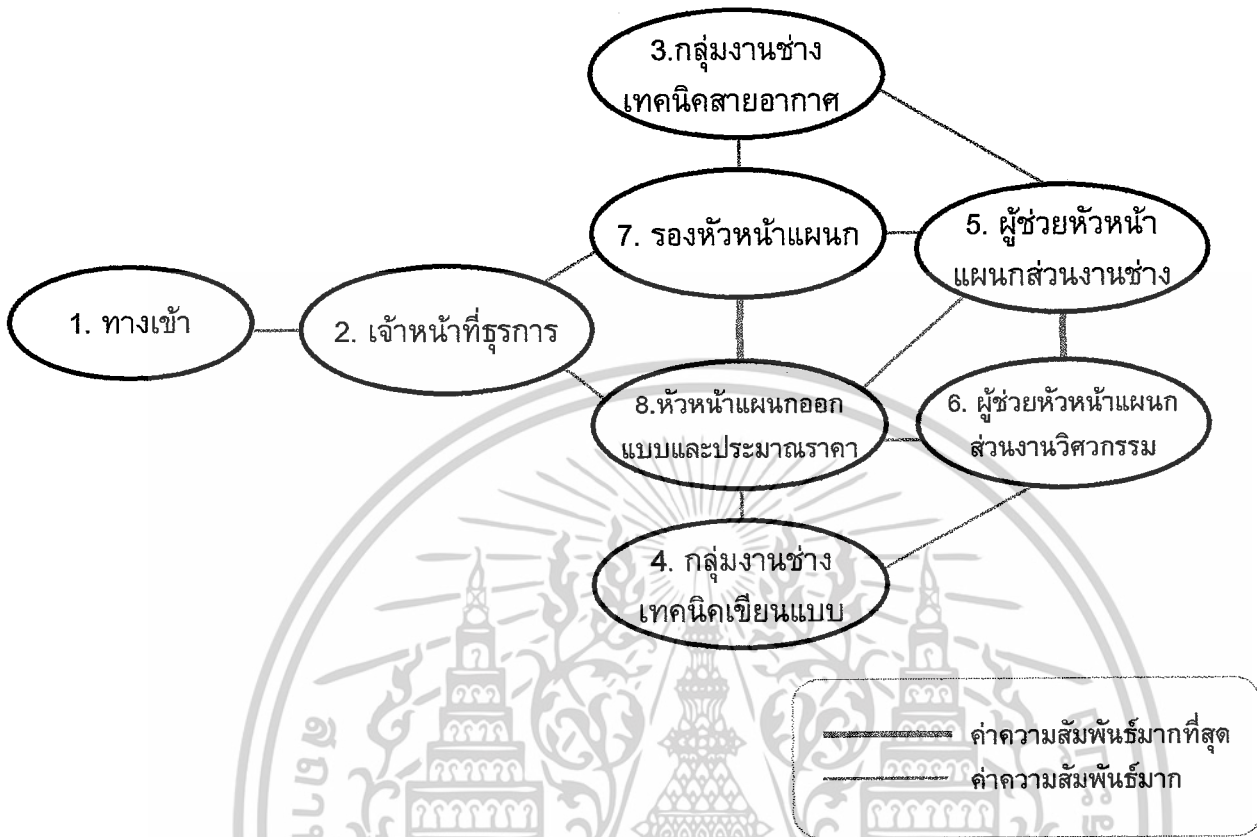 3.กลุ่มงานช่าง
เทคนิคสายอากาศ
7. รองหัวหน้าแผนก
5. ผู้ช่วยหัวหน้า
แผนกส่วนงานช่าง
1. ทางเข้า
2. เจ้าหน้าที่ธุรการ
8.หัวหน้าแผนกออก
แบบและประมาณราคา
6. ผู้ช่วยหัวหน้าแผนก
ส่วนงานวิศวกรรม
4. กลุ่มงานช่าง
เทคนิคเขียนแบบ
ค่าความสัมพันธ์มากที่สุด
ค่าความสัมพันธ์มาก